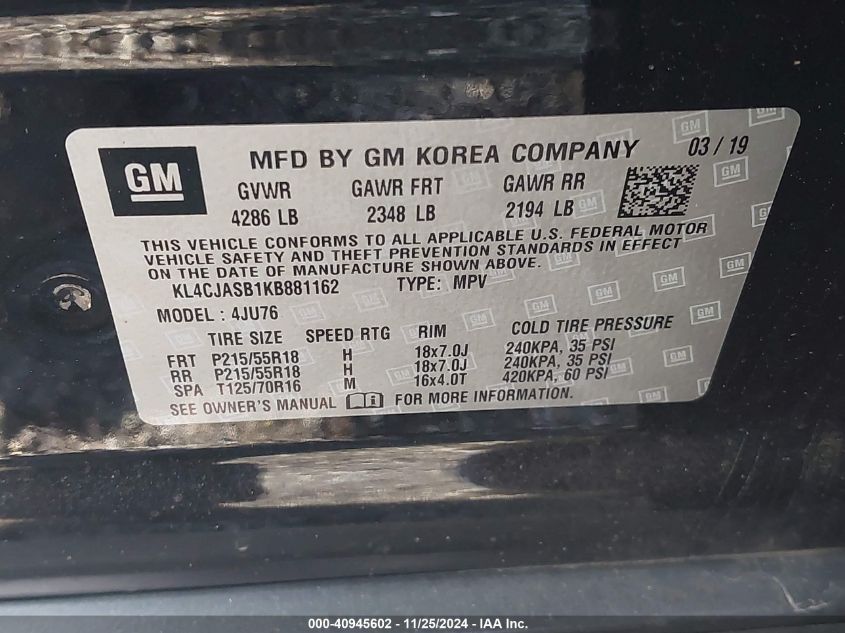 GM
MFD BY GM KOREA COMPANY 03 / 19
GVWR GAWR FRT GAWR RR
4286 LB 2348 LB 2194 LB
THIS VEHICLE CONFORMS TO ALL APPLICABLE U.S. FEDERAL MOTOR
VEHICLE SAFETY AND THEFT PREVENTION STANDARDS IN EFFECT
ON THE DATE OF MANUFACTURE SHOWN ABOVE.
KL4CJASB1KB881162 TYPE: MPV
MODEL : 4JU76
TIRE SIZE SPEED RTG RIM COLD TIRE PRESSURE
FRT P215/55R18 H 18x7.0J 240KPA, 35 PSI
RR P215/55R18 H 18x7.0J 240KPA, 35 PSI
SPA T125/70R16 M 16x4.0T 420KPA, 60 PSI
SEE OWNER'S MANUAL FOR MORE INFORMATION.
000-40945602 - 11/25/2024 - IAA Inc.